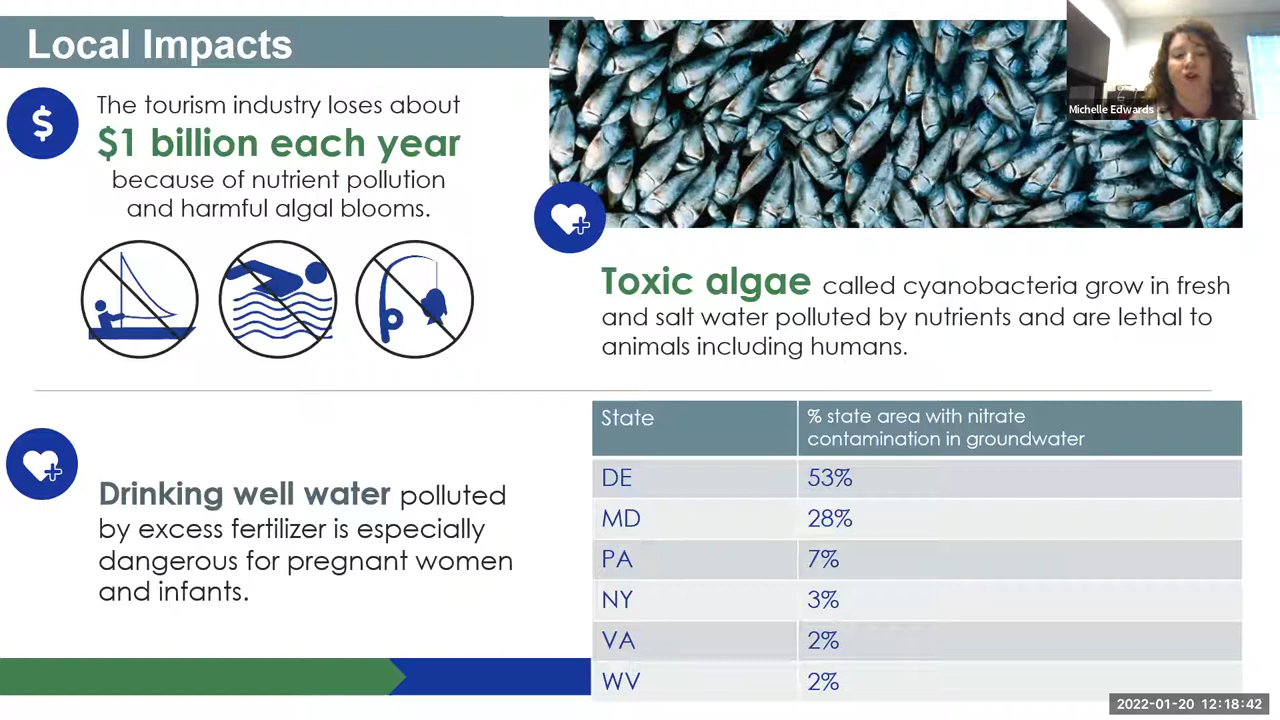 Local Impacts
$
The tourism industry loses about
$1 billion each year
because of nutrient pollution
and harmful algal blooms.
Michelle Edwards
Toxic algae called cyanobacteria grow in fresh
and salt water polluted by nutrients and are lethal to
animals including humans.
Drinking well water polluted
by excess fertilizer is especially
dangerous for pregnant women
and infants.
State
% state area with nitrate
contamination in groundwater
DE 53%
MD 28%
PA 7%
NY 3%
VA 2%
WV 2%
2022-01-20 12:18:42